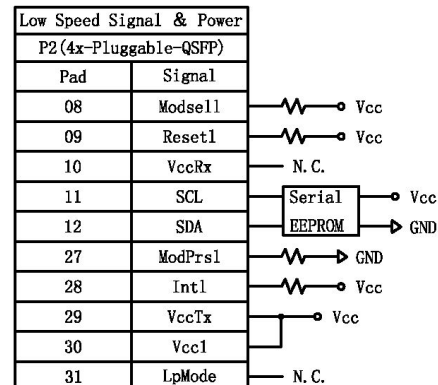 Low Speed Signal & Power
P2(4x-Pluggable-QSFP)
Pad Signal
08 Modsell Vcc
09 Resetl Vcc
10 VccRx N.C.
11 SCL Serial Vcc
12 SDA EEPROM GND
27 ModPrsl GND
28 Intl Vcc
29 VccTx Vcc
30 Vccl
31 LpMode N.C.